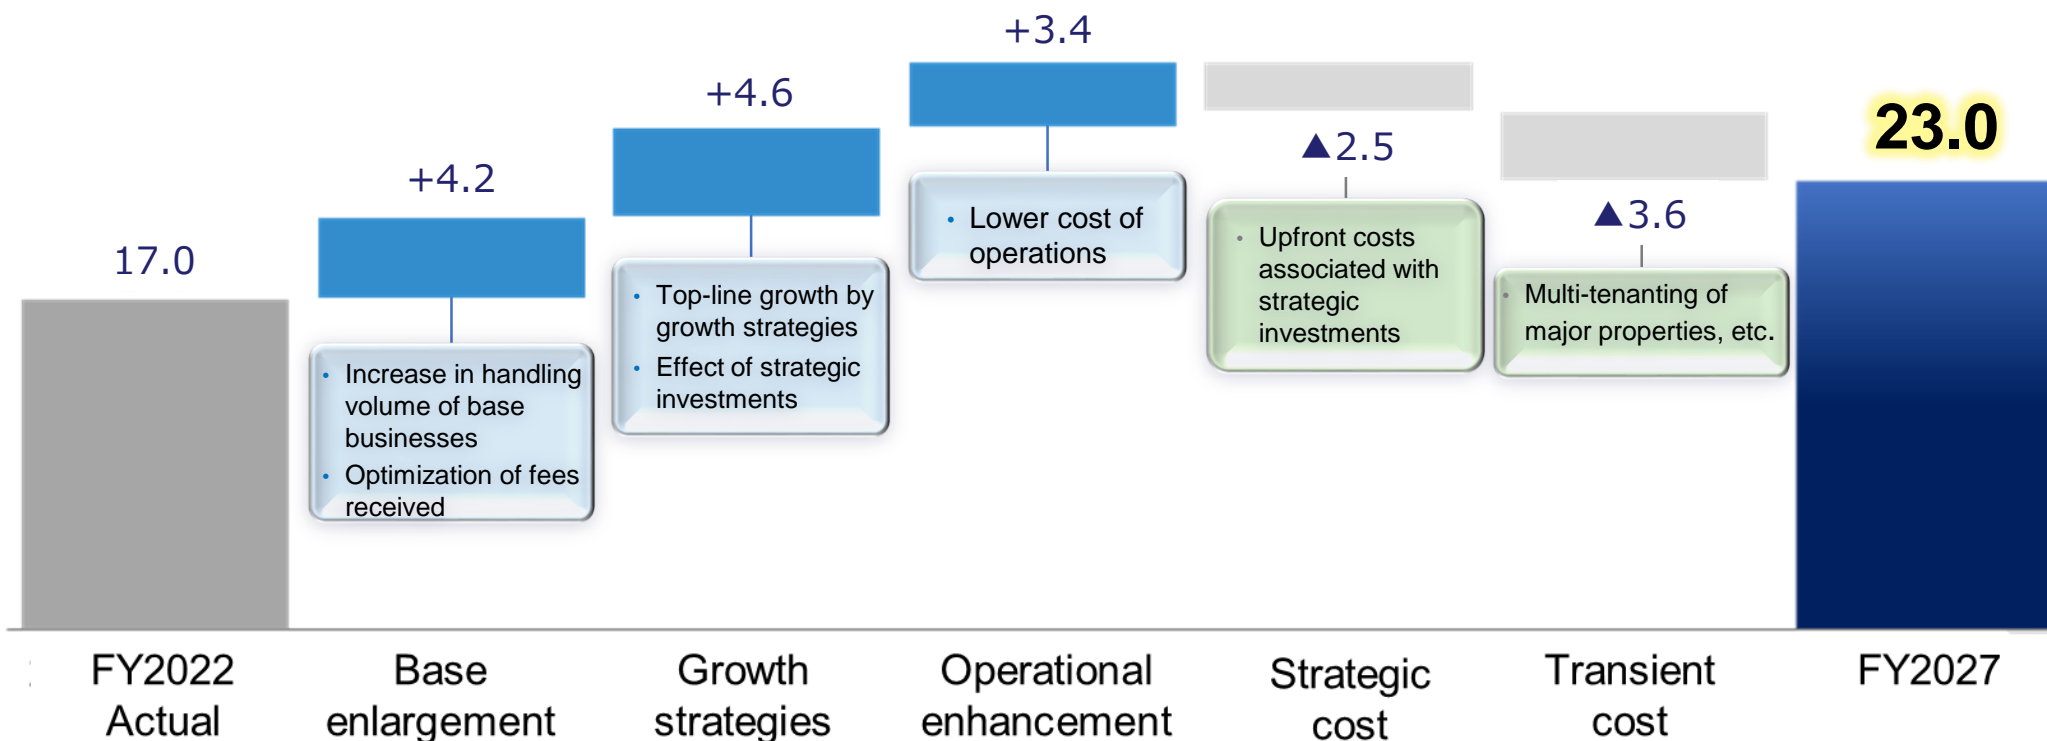 +3.4
+4.6
+4.2
17.0
▲2.5
▲3.6
23.0
• Increase in handling
volume of base
businesses
• Optimization of fees
received
• Top-line growth by
growth strategies
• Effect of strategic
investments
• Lower cost of
operations
• Upfront costs
associated with
strategic
investments
• Multi-tenanting of
major properties, etc.
FY2022
Actual
Base
enlargement
Growth
strategies
Operational
enhancement
Strategic
cost
Transient
cost
FY2027